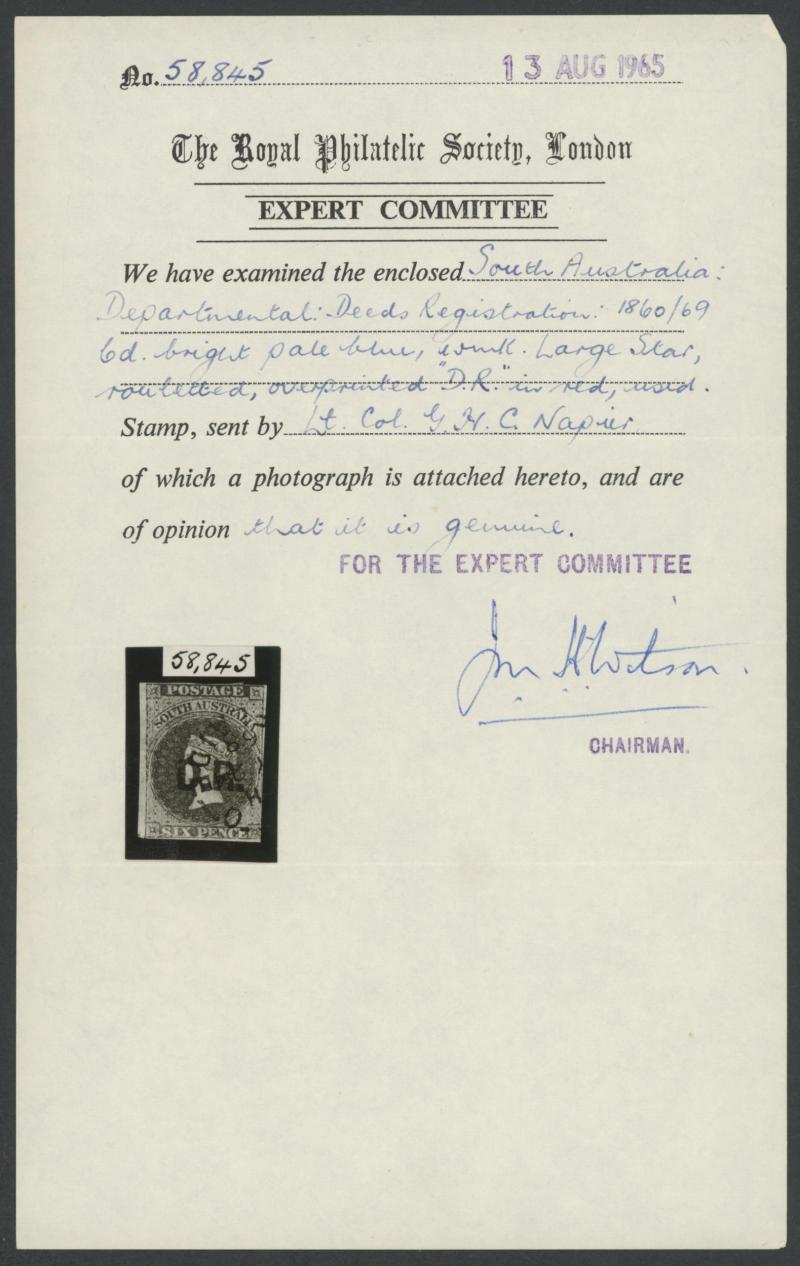 No. 58,845 13 AUG 1965
The Royal Philatelic Society, London
EXPERT COMMITTEE
We have examined the enclosed South Australia:
Departmental: Deeds Registration: 1860/69
6d. bright pale blue, wmk. Large Star,
rouletted, overprinted "D.R." in red, used.
Stamp, sent by Lt. Col. G. H. C. Napier
of which a photograph is attached hereto, and are
of opinion that it is genuine.
FOR THE EXPERT COMMITTEE
CHAIRMAN.
58,845
POSTAGE
SOUTH AUSTRALIA
D.R.
SIX PENCE